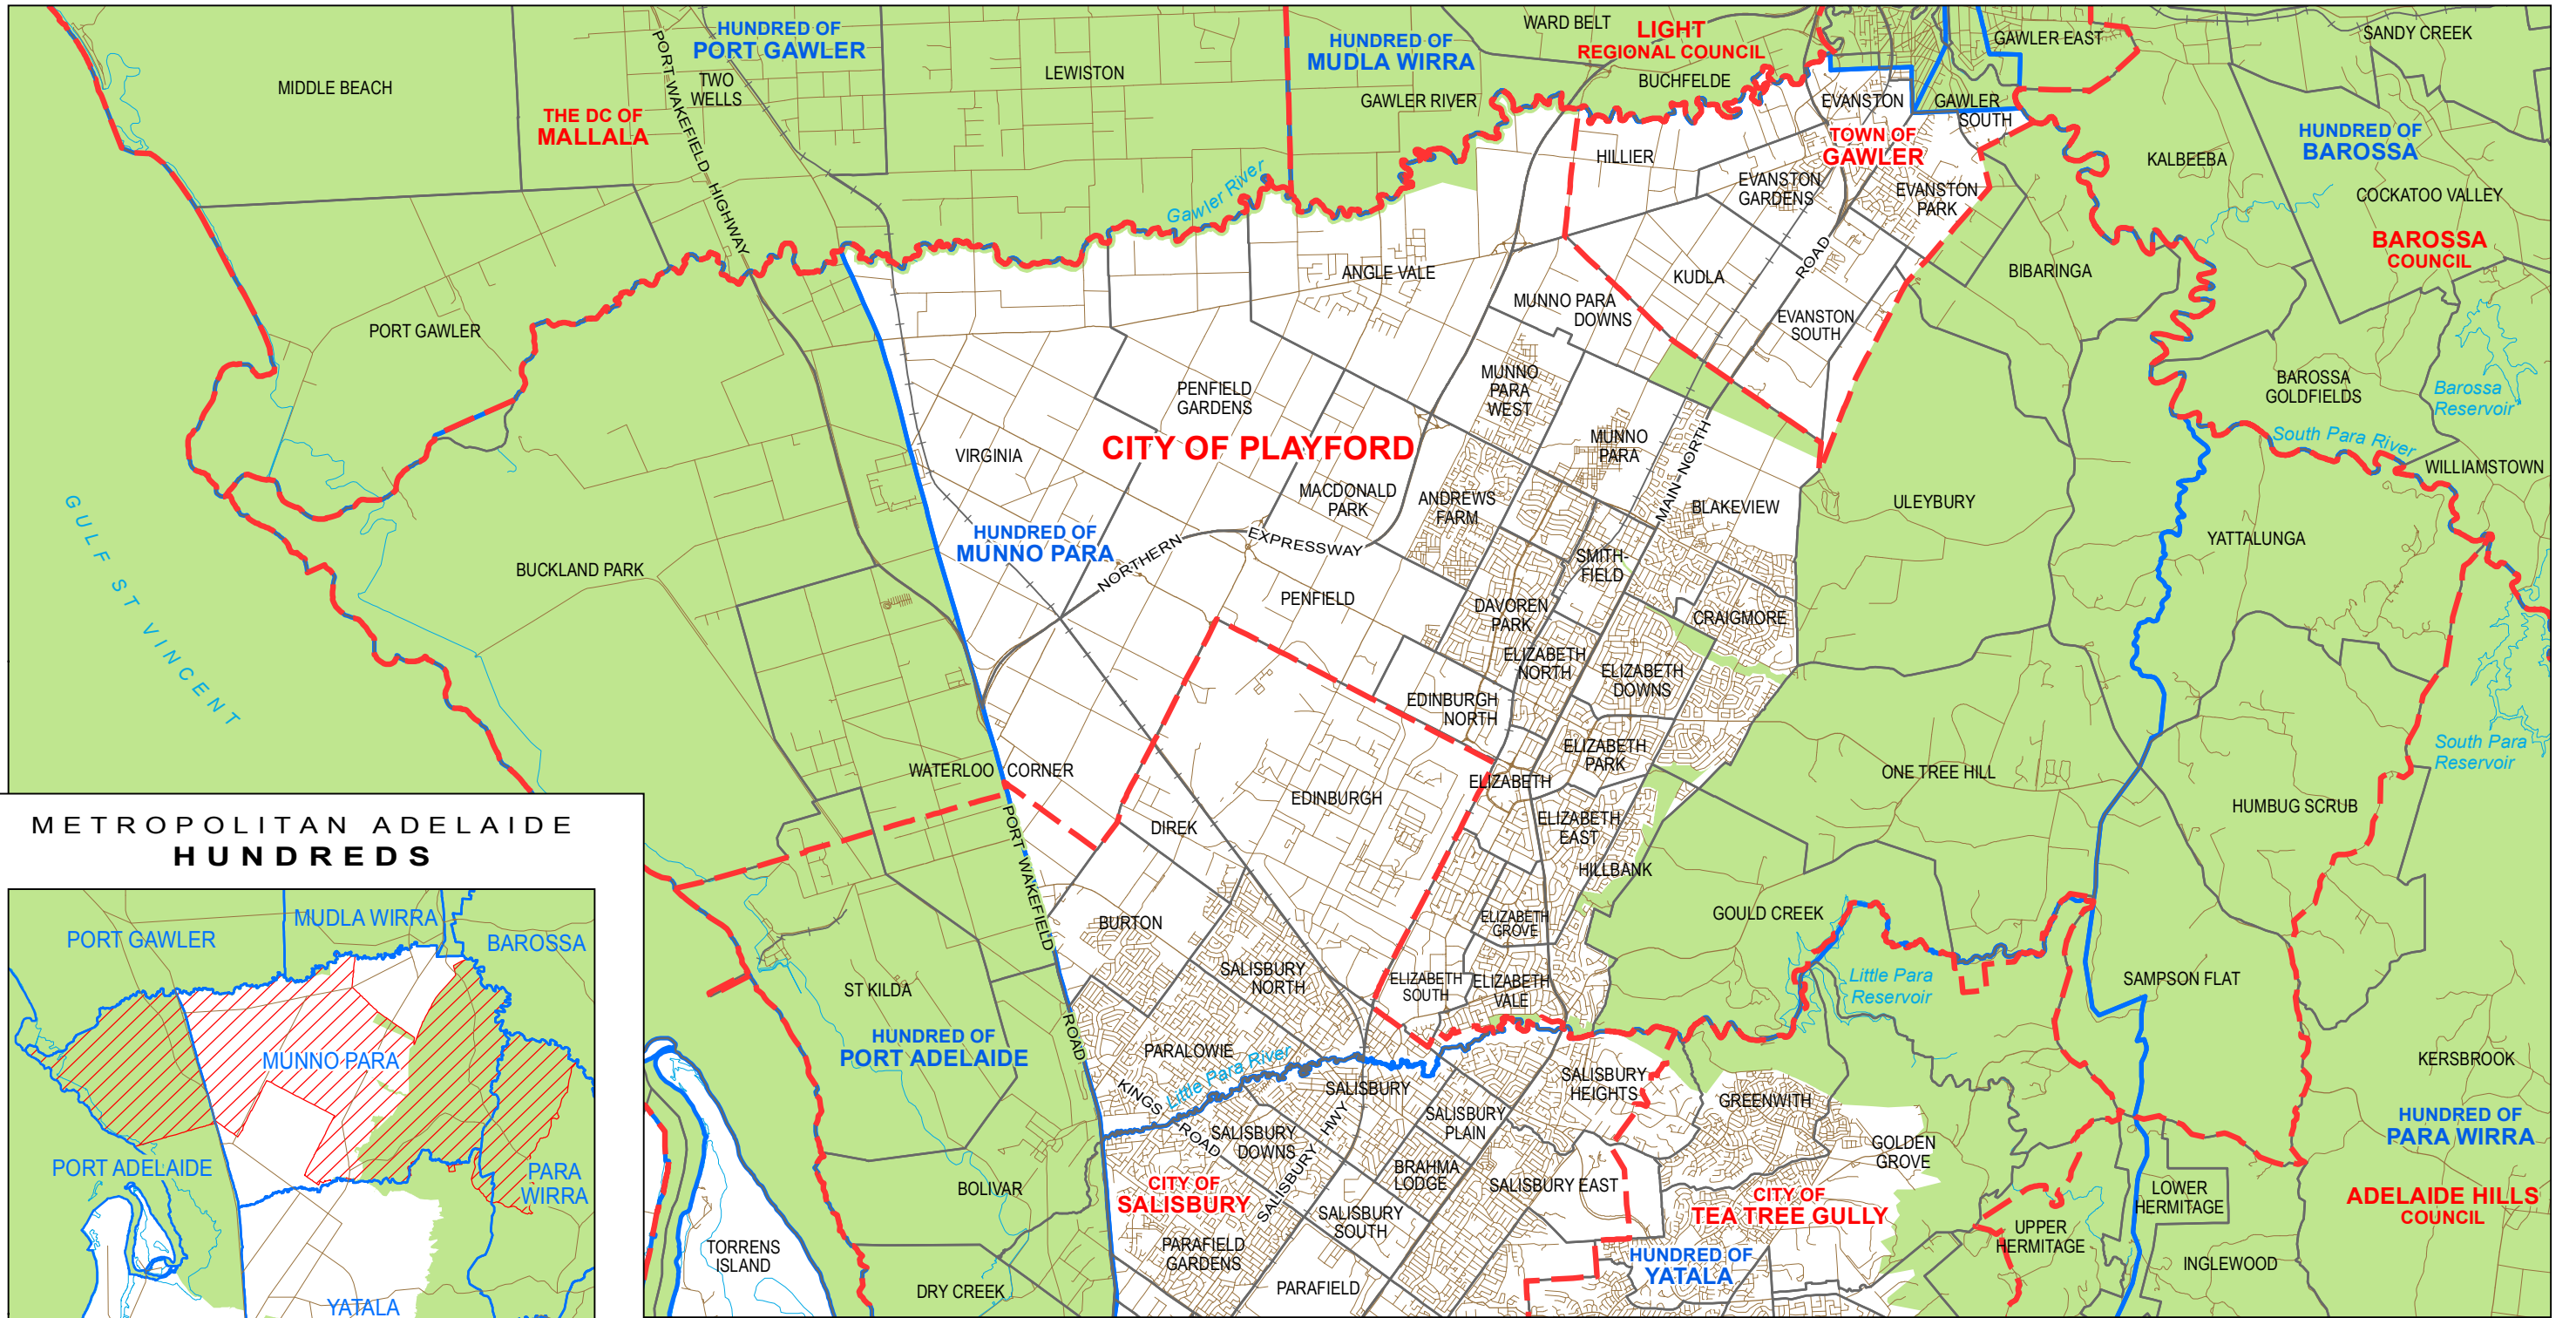 HUNDRED OF
PORT GAWLER
HUNDRED OF
MUDLA WIRRA
WARD BELT
LIGHT
REGIONAL COUNCIL
BUCHFELDE
GAWLER EAST
SANDY CREEK
MIDDLE BEACH
PORT WAKEFIELD HIGHWAY
TWO
WELLS
LEWISTON
GAWLER RIVER
THE DC OF
MALLALA
EVANSTON
GAWLER
SOUTH
TOWN OF
GAWLER
HUNDRED OF
BAROSSA
KALBEEBA
HILLIER
EVANSTON
GARDENS
EVANSTON
PARK
COCKATOO VALLEY
Gawler River
BAROSSA
COUNCIL
ANGLE VALE
KUDLA
ROAD
BIBARINGA
MUNNO PARA
DOWNS
EVANSTON
SOUTH
PORT GAWLER
PENFIELD
GARDENS
MUNNO
PARA
WEST
BAROSSA
GOLDFIELDS
Barossa
Reservoir
CITY OF PLAYFORD
VIRGINIA
MUNNO
PARA
MAIN NORTH
South Para River
WILLIAMSTOWN
MACDONALD
PARK
ANDREWS
FARM
BLAKEVIEW
ULEYBURY
GULF ST VINCENT
HUNDRED OF
MUNNO PARA
NORTHERN
EXPRESSWAY
YATTALUNGA
BUCKLAND PARK
SMITH-
FIELD
PENFIELD
DAVOREN
PARK
CRAIGMORE
ELIZABETH
NORTH
ELIZABETH
DOWNS
EDINBURGH
NORTH
ELIZABETH
PARK
South Para
Reservoir
WATERLOO CORNER
ELIZABETH
ONE TREE HILL
EDINBURGH
HUMBUG SCRUB
DIREK
ELIZABETH
EAST
PORT WAKEFIELD
ROAD
HILLBANK
BURTON
ELIZABETH
GROVE
GOULD CREEK
SALISBURY
NORTH
ST KILDA
ELIZABETH
SOUTH
ELIZABETH
VALE
Little Para
Reservoir
SAMPSON FLAT
HUNDRED OF
PORT ADELAIDE
PARALOWIE
Little Para River
SALISBURY
SALISBURY
HEIGHTS
KERSBROOK
KINGS
ROAD
GREENWITH
SALISBURY
PLAIN
HUNDRED OF
PARA WIRRA
SALISBURY
DOWNS
SALISBURY HWY
GOLDEN
GROVE
BRAHMA
LODGE
SALISBURY EAST
BOLIVAR
CITY OF
SALISBURY
CITY OF
TEA TREE GULLY
LOWER
HERMITAGE
ADELAIDE HILLS
COUNCIL
SALISBURY
SOUTH
UPPER
HERMITAGE
TORRENS
ISLAND
PARAFIELD
GARDENS
HUNDRED OF
YATALA
INGLEWOOD
DRY CREEK
PARAFIELD
METROPOLITAN ADELAIDE
HUNDREDS
MUDLA WIRRA
PORT GAWLER
BAROSSA
MUNNO PARA
PORT ADELAIDE
PARA
WIRRA
YATALA